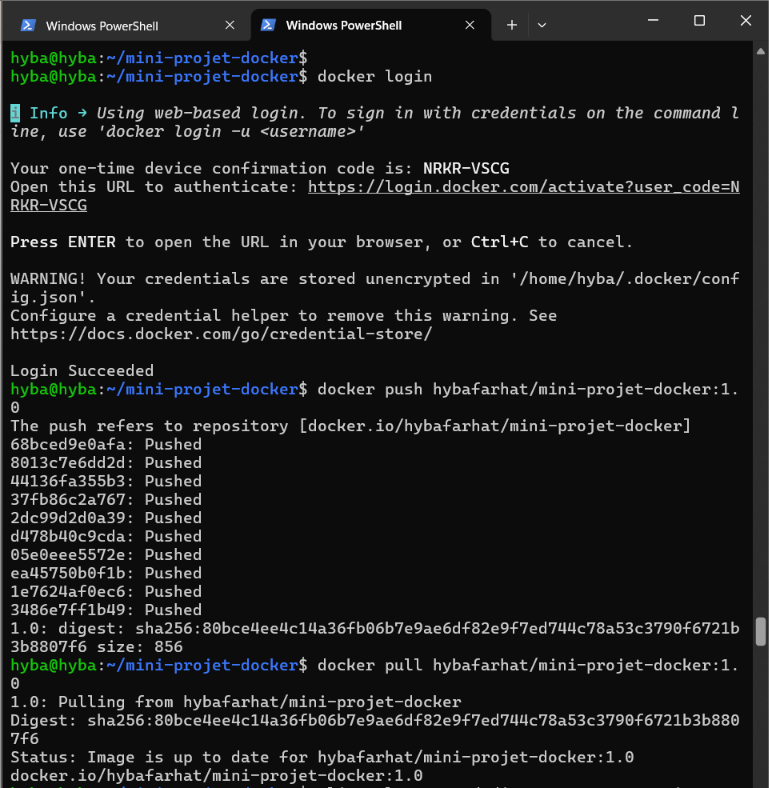 Windows PowerShell
Windows PowerShell
hyba@hyba:~/mini-projet-docker$
hyba@hyba:~/mini-projet-docker$ docker login
i Info → Using web-based login. To sign in with credentials on the command l
ine, use 'docker login -u <username>'
Your one-time device confirmation code is: NRKR-VSCG
Open this URL to authenticate: https://login.docker.com/activate?user_code=N
RKR-VSCG
Press ENTER to open the URL in your browser, or Ctrl+C to cancel.
WARNING! Your credentials are stored unencrypted in '/home/hyba/.docker/conf
ig.json'.
Configure a credential helper to remove this warning. See
https://docs.docker.com/go/credential-store/
Login Succeeded
hyba@hyba:~/mini-projet-docker$ docker push hybafarhat/mini-projet-docker:1.
0
The push refers to repository [docker.io/hybafarhat/mini-projet-docker]
68bced9e0afa: Pushed
8013c7e6dd2d: Pushed
44136fa355b3: Pushed
37fb86c2a767: Pushed
2dc99d2d0a39: Pushed
d478b40c9cda: Pushed
05e0eee5572e: Pushed
ea45750b0f1b: Pushed
1e7624af0ec6: Pushed
3486e7ff1b49: Pushed
1.0: digest: sha256:80bce4ee4c14a36fb06b7e9ae6df82e9f7ed744c78a53c3790f6721b
3b8807f6 size: 856
hyba@hyba:~/mini-projet-docker$ docker pull hybafarhat/mini-projet-docker:1.
0
1.0: Pulling from hybafarhat/mini-projet-docker
Digest: sha256:80bce4ee4c14a36fb06b7e9ae6df82e9f7ed744c78a53c3790f6721b3b880
7f6
Status: Image is up to date for hybafarhat/mini-projet-docker:1.0
docker.io/hybafarhat/mini-projet-docker:1.0